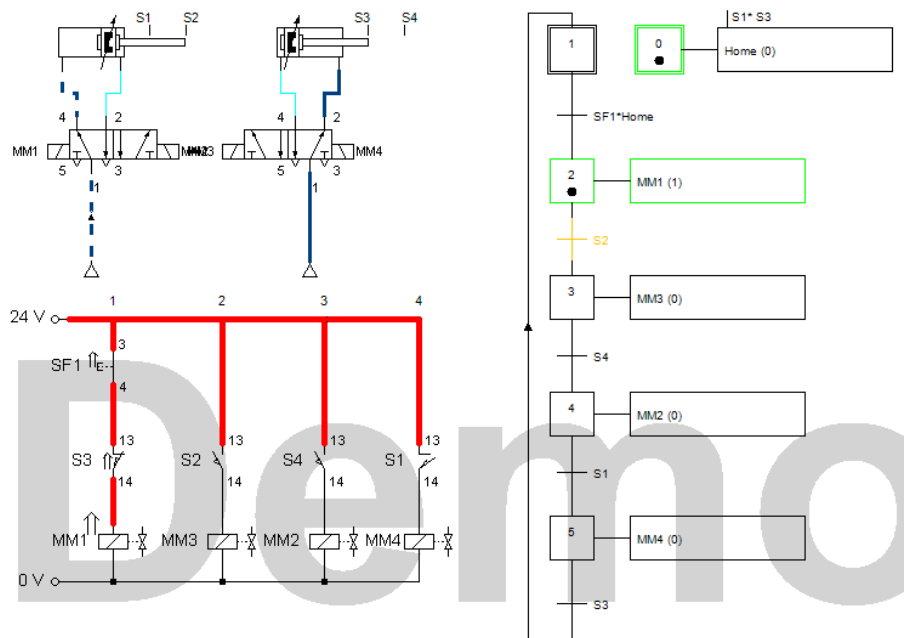 S1 S2
S3 S4
4 2
4 2
MM1
MM4
5 3
5 3
1
1
1 2 3 4
24 V
3
SF1
4
13 13 13 13
S3 S2 S4 S1
14 14 14 14
MM1 MM3 MM2 MM4
0 V
Demo
S1* S3
1
0
Home (0)
SF1*Home
2
MM1 (1)
S2
3
MM3 (0)
S4
4
MM2 (0)
S1
5
MM4 (0)
S3